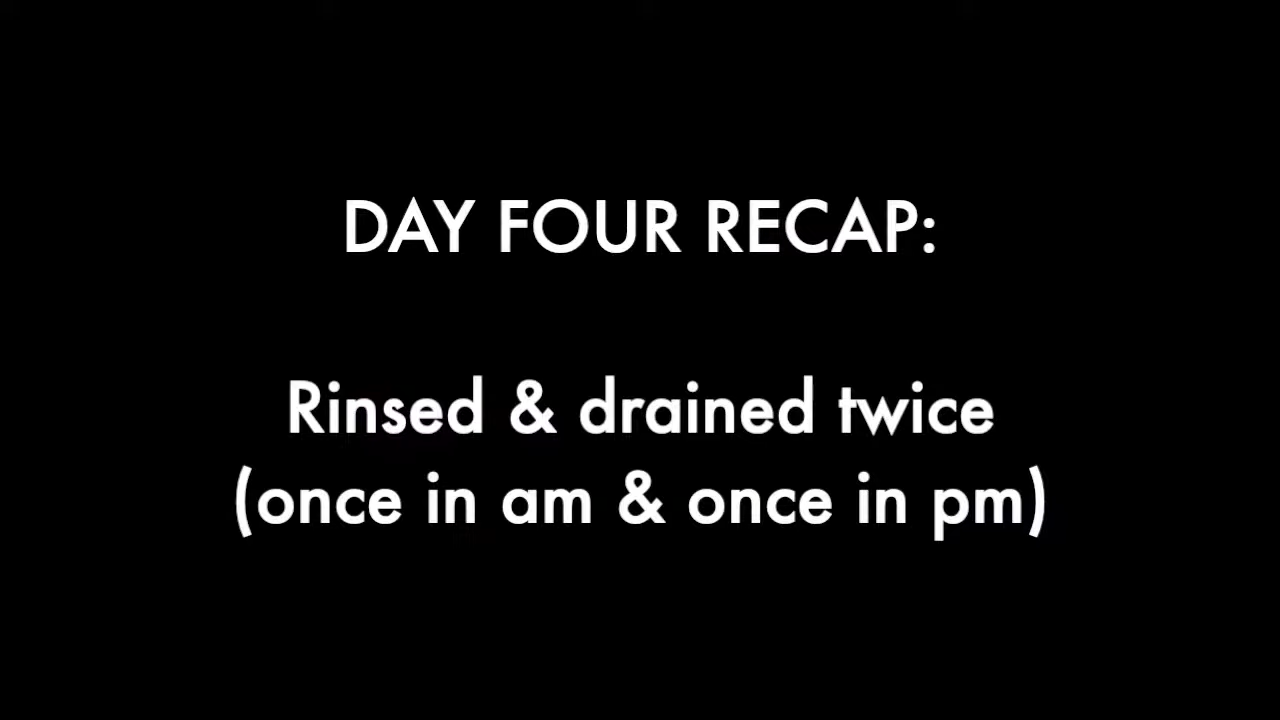 DAY FOUR RECAP:
Rinsed & drained twice
(once in am & once in pm)